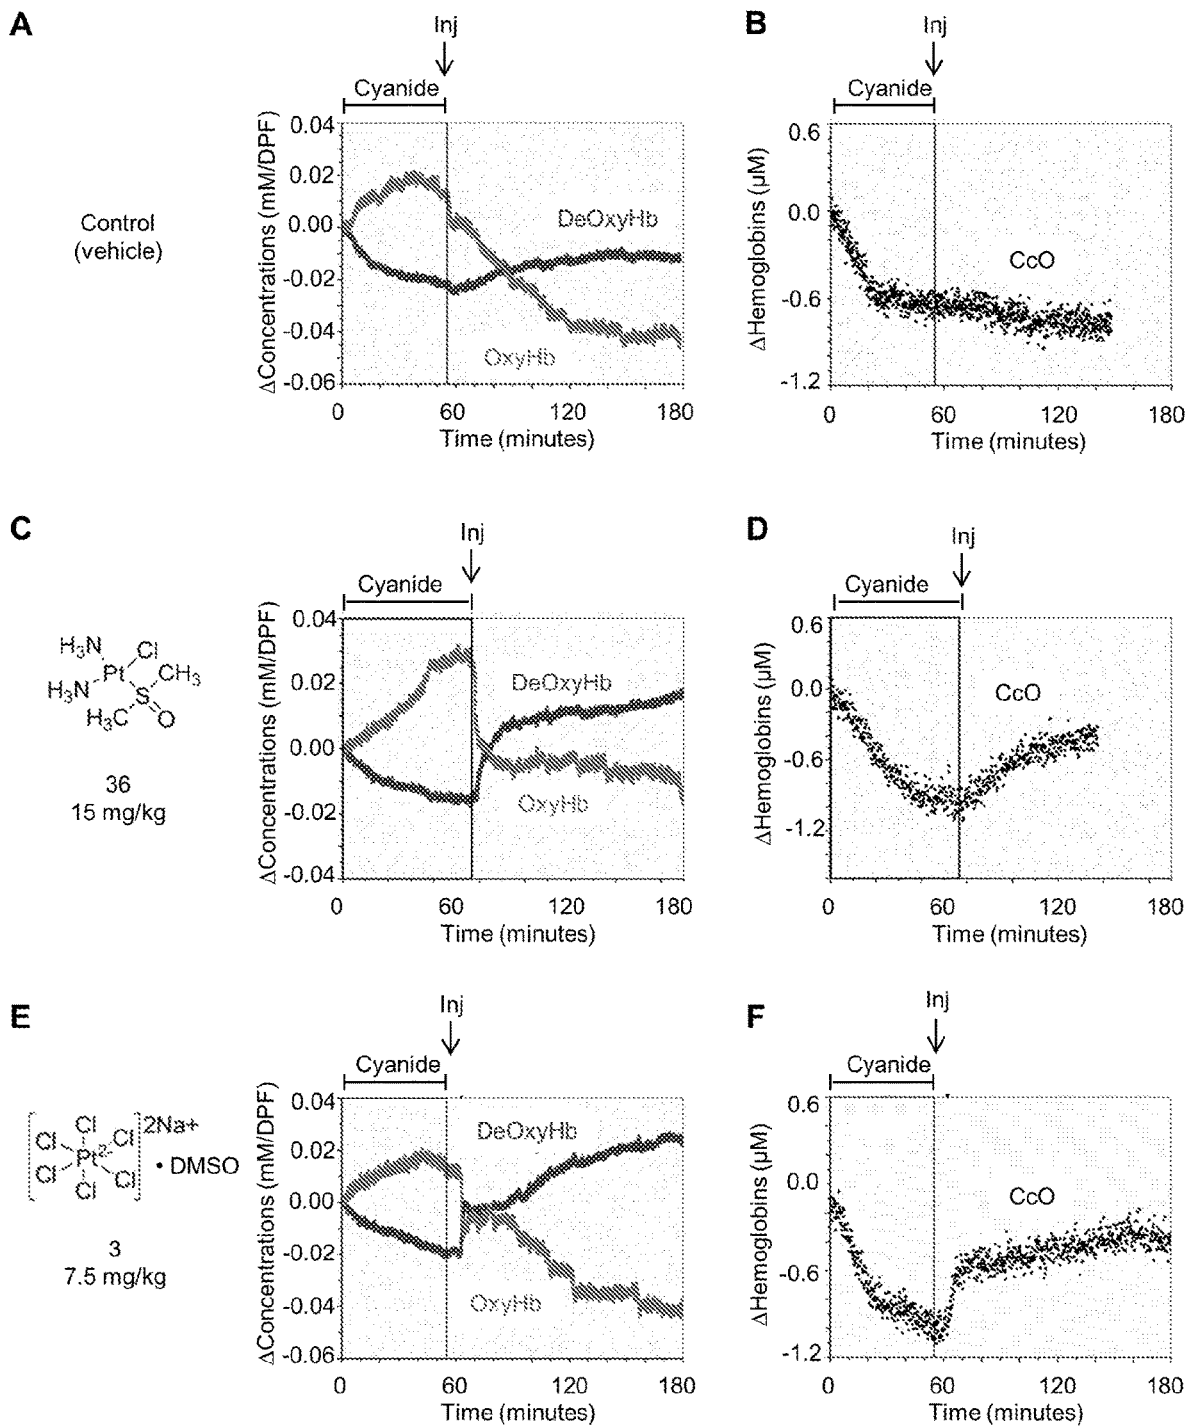 A
Inj
Cyanide
Control
(vehicle)
ΔConcentrations (mM/DPF)
0.04
0.02
0.00
-0.02
-0.04
-0.06
DeOxyHb
OxyHb
0 60 120 180
Time (minutes)
B
Inj
Cyanide
ΔHemoglobins (µM)
0.6
0.0
-0.6
-1.2
CcO
0 60 120 180
Time (minutes)
C
Inj
Cyanide
H3N Cl
Pt CH3
H3N S
H3C O
36
15 mg/kg
ΔConcentrations (mM/DPF)
0.04
0.02
0.00
-0.02
-0.04
DeOxyHb
OxyHb
0 60 120 180
Time (minutes)
D
Inj
Cyanide
ΔHemoglobins (µM)
0.6
0.0
-0.6
-1.2
CcO
0 60 120 180
Time (minutes)
E
Inj
Cyanide
Cl 2Na+
Cl Cl
Pt2-
Cl Cl • DMSO
Cl
3
7.5 mg/kg
ΔConcentrations (mM/DPF)
0.04
0.02
0.00
-0.02
-0.04
-0.06
DeOxyHb
OxyHb
0 60 120 180
Time (minutes)
F
Inj
Cyanide
ΔHemoglobins (µM)
0.6
0.0
-0.6
-1.2
CcO
0 60 120 180
Time (minutes)